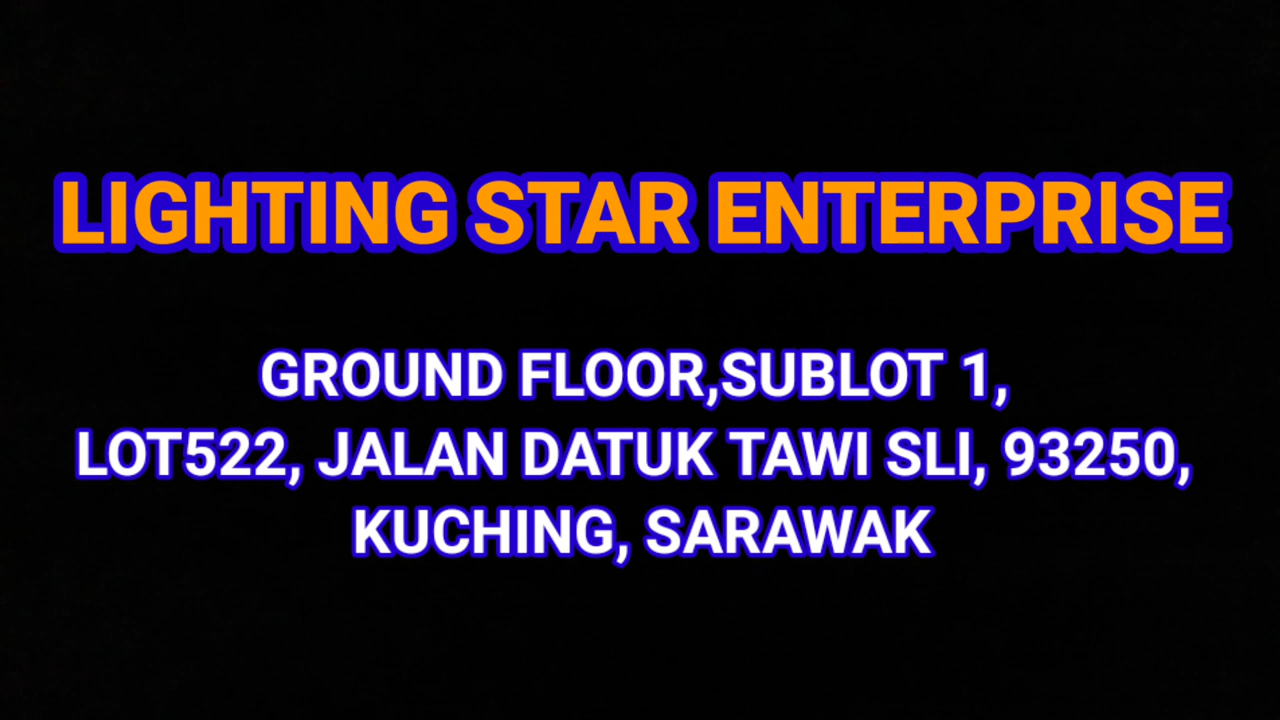 LIGHTING STAR ENTERPRISE
GROUND FLOOR,SUBLOT 1,
LOT522, JALAN DATUK TAWI SLI, 93250,
KUCHING, SARAWAK